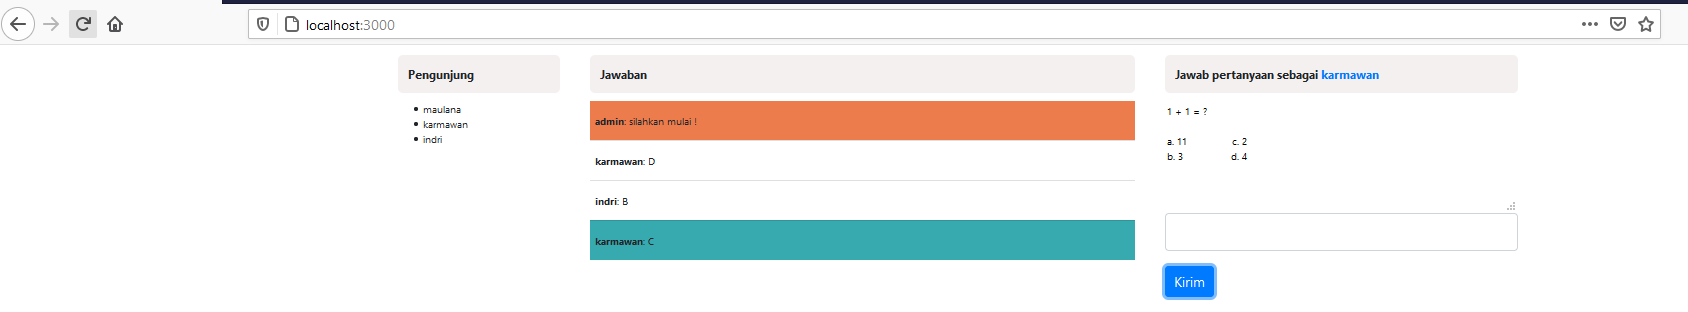 localhost:3000
Pengunjung
maulana
karmawan
indri
Jawaban
admin: silahkan mulai !
karmawan: D
indri: B
karmawan: C
Jawab pertanyaan sebagai karmawan
1 + 1 = ?
a. 11 c. 2
b. 3 d. 4
Kirim